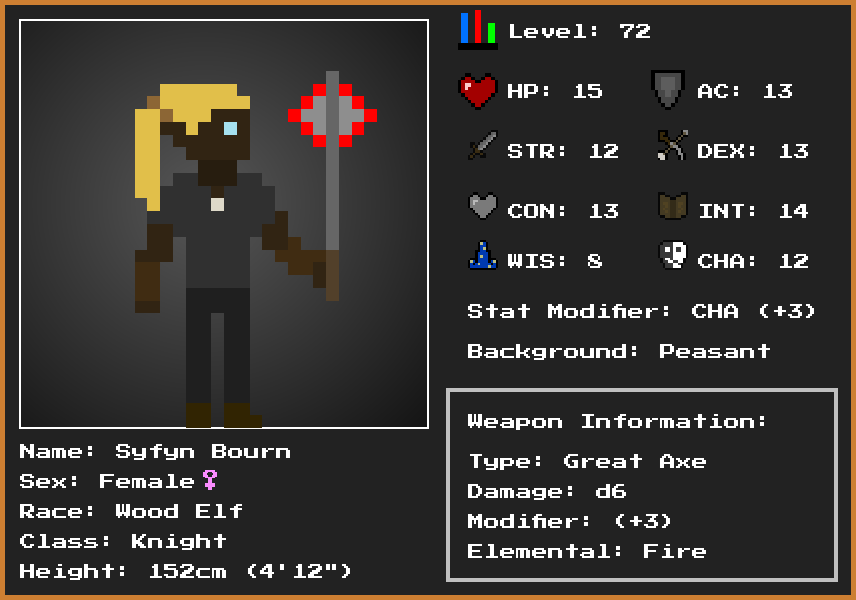 Level: 72
HP: 15
AC: 13
STR: 12
DEX: 13
CON: 13
INT: 14
WIS: 8
CHA: 12
Stat Modifier: CHA (+3)
Background: Peasant
Weapon Information:
Type: Great Axe
Damage: d6
Modifier: (+3)
Elemental: Fire
Name: Syfyn Bourn
Sex: Female♀
Race: Wood Elf
Class: Knight
Height: 152cm (4'12")